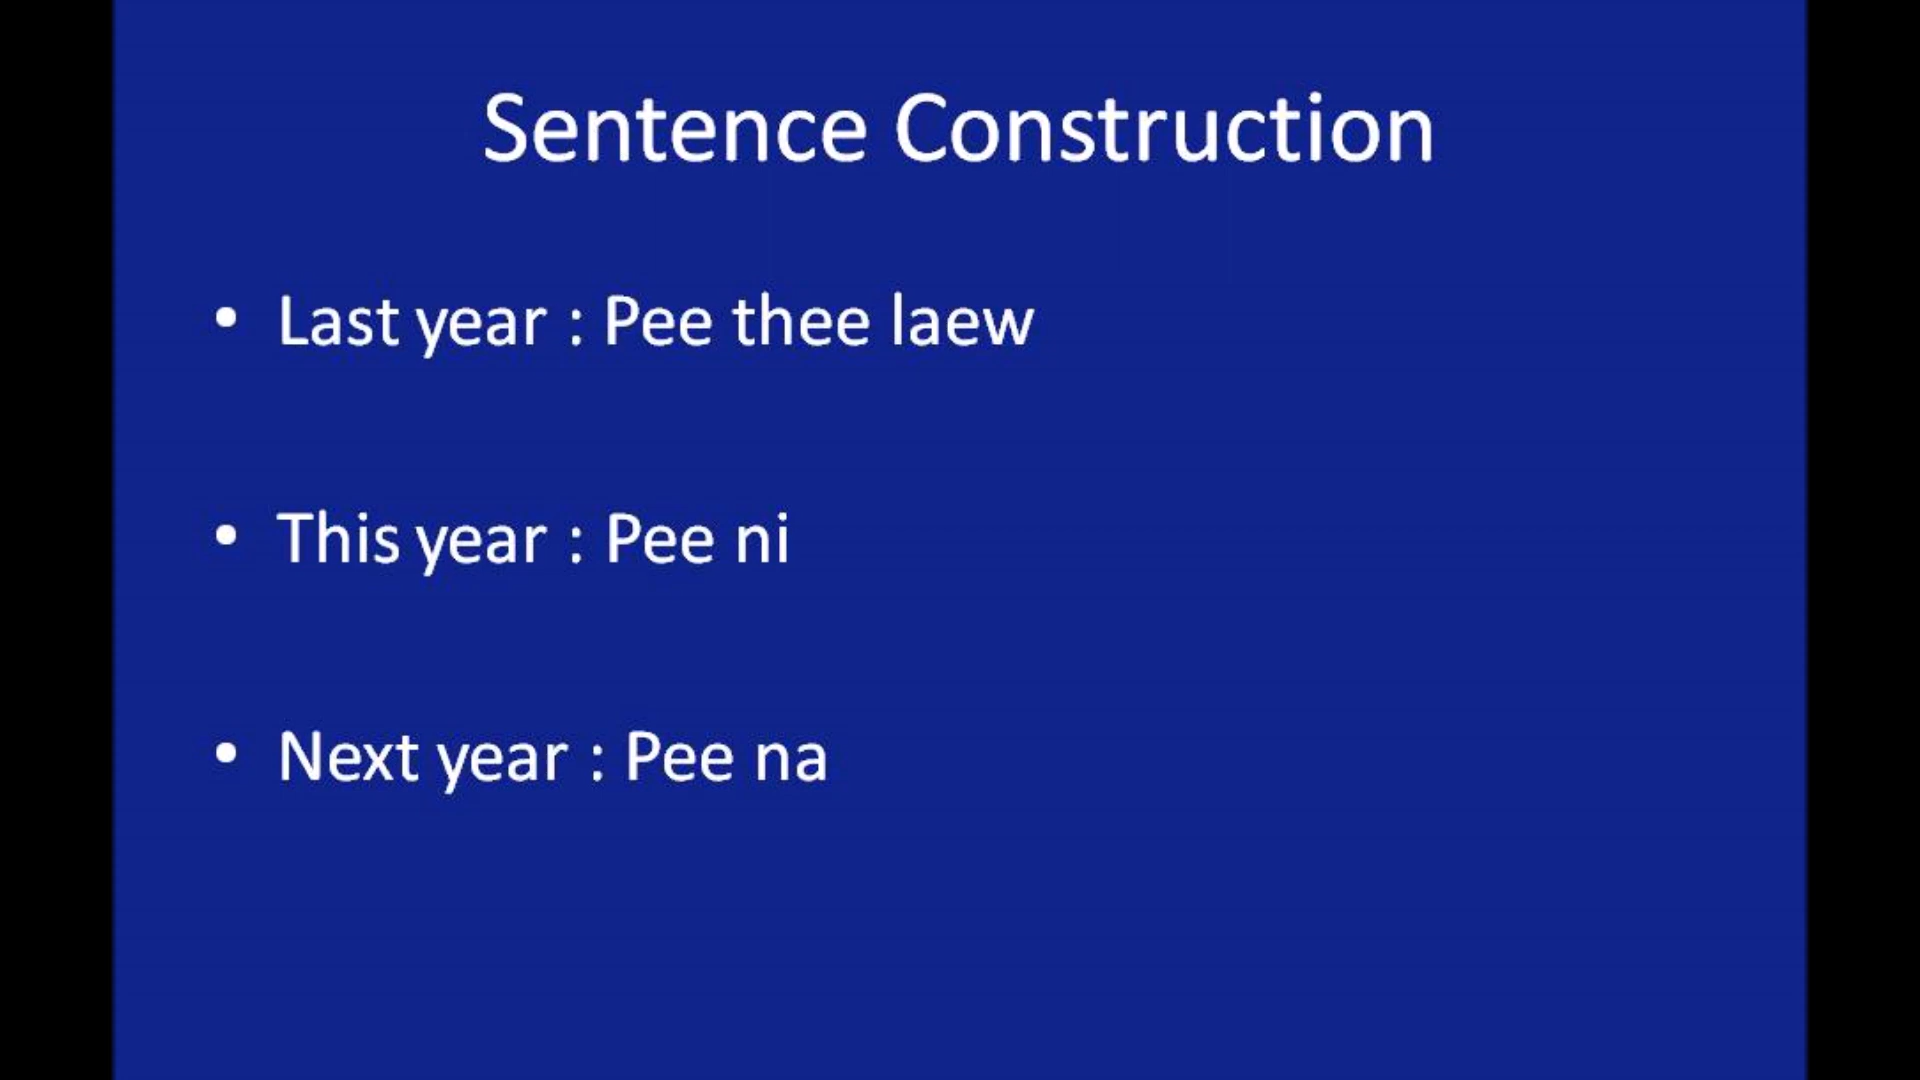 Sentence Construction
• Last year : Pee thee laew
• This year : Pee ni
• Next year : Pee na